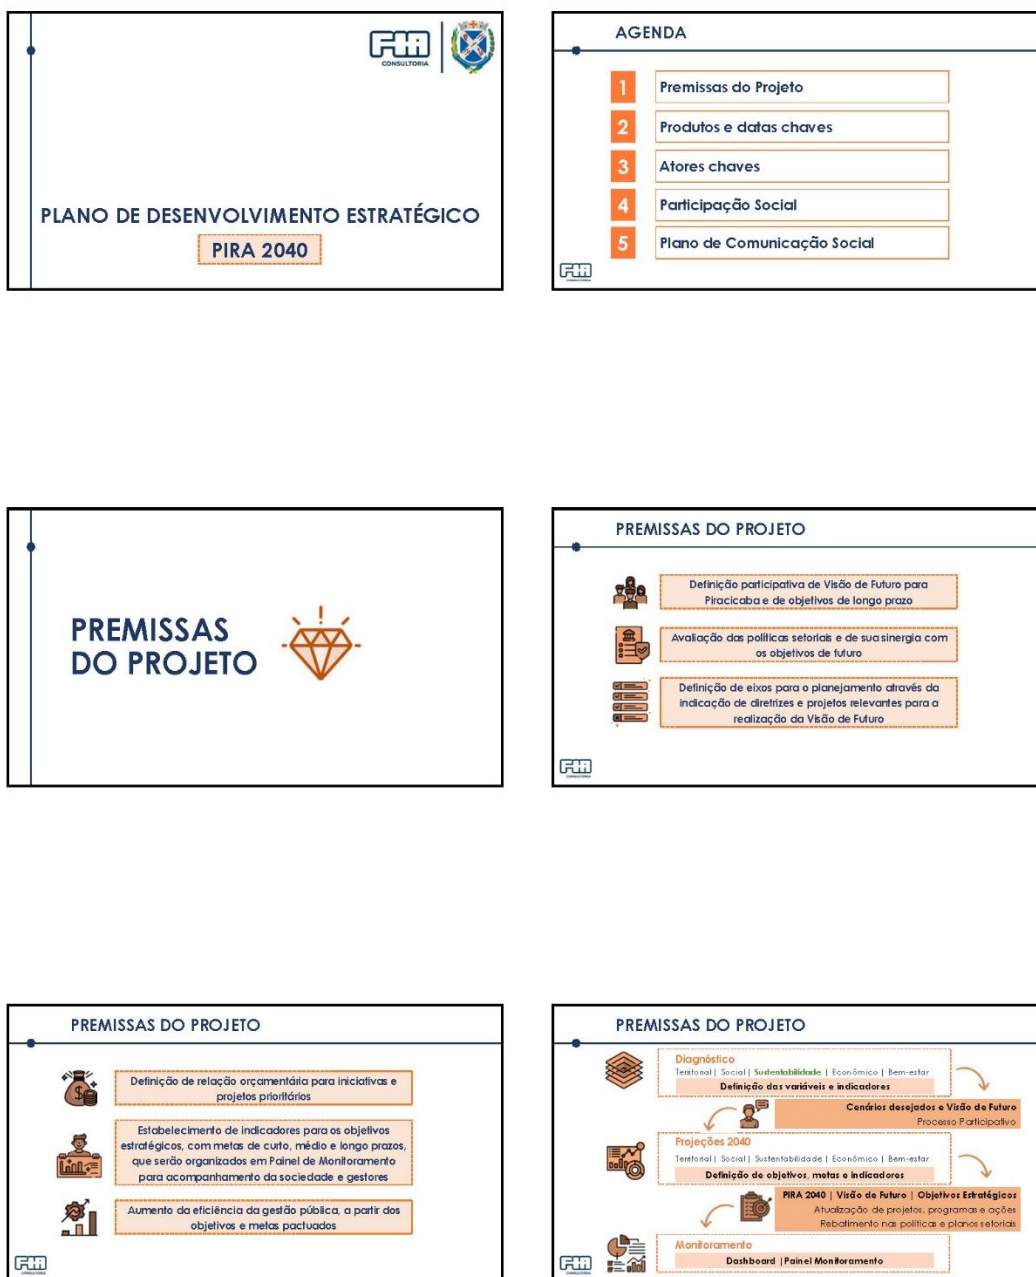 FIA
CONSULTORIA
PLANO DE DESENVOLVIMENTO ESTRATÉGICO
PIRA 2040
AGENDA
1 Premissas do Projeto
2 Produtos e datas chaves
3 Atores chaves
4 Participação Social
5 Plano de Comunicação Social
FIA
PREMISSAS
DO PROJETO
PREMISSAS DO PROJETO
Definição participativa de Visão de Futuro para
Piracicaba e de objetivos de longo prazo
Avaliação das políticas setoriais e de sua sinergia com
os objetivos de futuro
Definição de eixos para o planejamento através da
indicação de diretrizes e projetos relevantes para a
realização da Visão de Futuro
FIA
CONSULTORIA
PREMISSAS DO PROJETO
Definição de relação orçamentária para iniciativas e
projetos prioritários
Estabelecimento de indicadores para os objetivos
estratégicos, com metas de curto, médio e longo prazos,
que serão organizados em Painel de Monitoramento
para acompanhamento da sociedade e gestores
Aumento da eficiência da gestão pública, a partir dos
objetivos e metas pactuados
FIA
PREMISSAS DO PROJETO
Diagnóstico
Territorial | Social | Sustentabilidade | Econômico | Bem-estar
Definição das variáveis e indicadores
Cenários desejados e Visão de Futuro
Processo Participativo
Projeções 2040
Territorial | Social | Sustentabilidade | Econômico | Bem-estar
Definição de objetivos, metas e indicadores
PIRA 2040 | Visão de Futuro | Objetivos Estratégicos
Atualização de projetos, programas e ações
Rebatimento nas políticas e planos setoriais
Monitoramento
Dashboard |Painel Monitoramento
FIA